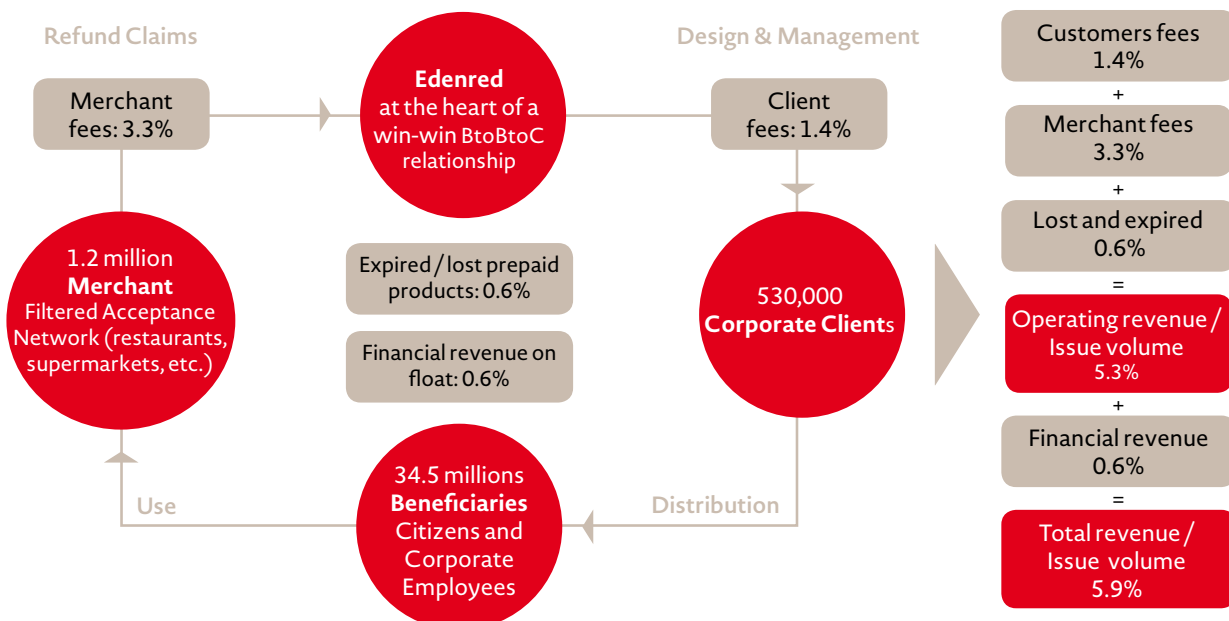 Refund Claims
Merchant
fees: 3.3%
Edenred
at the heart of a
win-win BtoBtoC
relationship
Design & Management
Client
fees: 1.4%
1.2 million
Merchant
Filtered Acceptance
Network (restaurants,
supermarkets, etc.)
Expired / lost prepaid
products: 0.6%
Financial revenue on
float: 0.6%
530,000
Corporate Clients
34.5 millions
Beneficiaries
Citizens and
Corporate
Employees
Use
Distribution
Customers fees
1.4%
+
Merchant fees
3.3%
+
Lost and expired
0.6%
=
Operating revenue /
Issue volume
5.3%
+
Financial revenue
0.6%
=
Total revenue /
Issue volume
5.9%